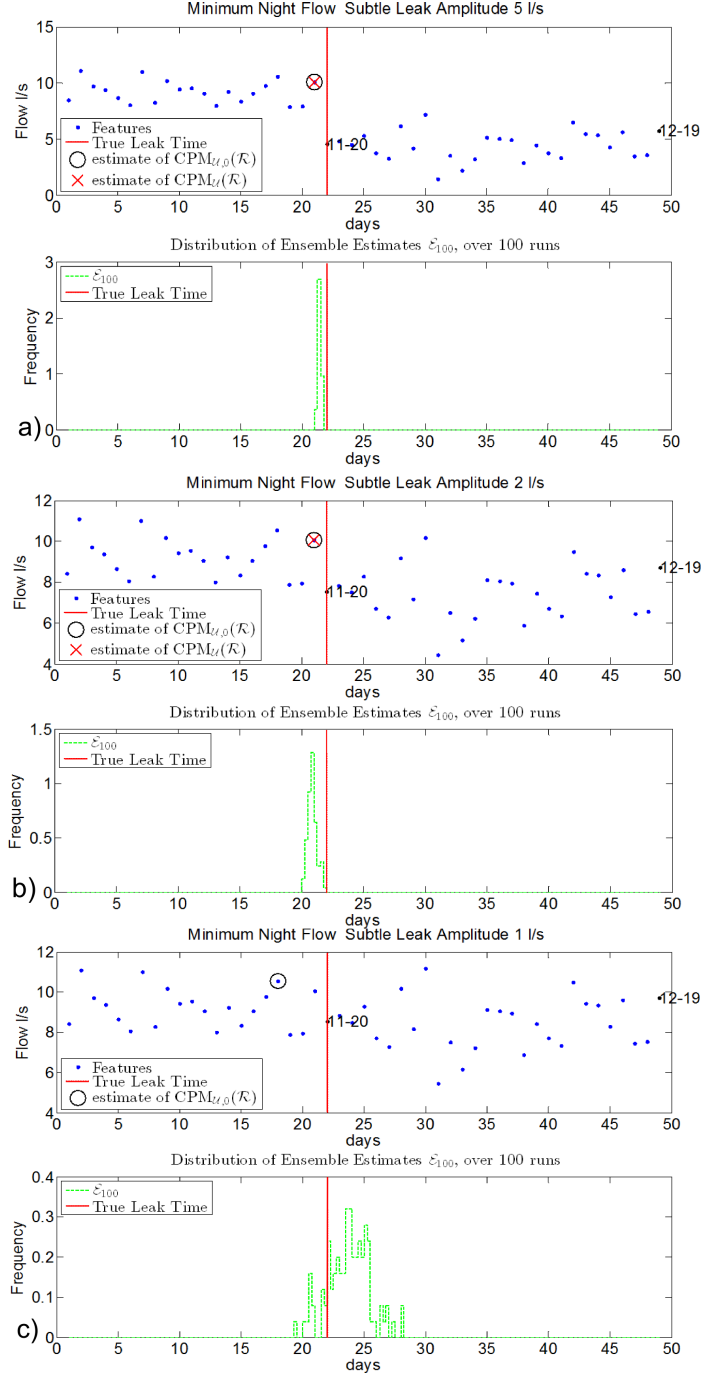 Minimum Night Flow Subtle Leak Amplitude 5 l/s
15
10
5
0
Flow l/s
Features
True Leak Time
estimate of CPM𝒰,0(ℛ)
estimate of CPM𝒰(ℛ)
11-20
12-19
0 5 10 15 20 25 30 35 40 45 50
days
Distribution of Ensemble Estimates ℰ100, over 100 runs
3
2
1
0
Frequency
ℰ100
True Leak Time
0 5 10 15 20 25 30 35 40 45 50
days
a)
Minimum Night Flow Subtle Leak Amplitude 2 l/s
12
10
8
6
4
Flow l/s
Features
True Leak Time
estimate of CPM𝒰,0(ℛ)
estimate of CPM𝒰(ℛ)
11-20
12-19
0 5 10 15 20 25 30 35 40 45 50
days
Distribution of Ensemble Estimates ℰ100, over 100 runs
1.5
1
0.5
0
Frequency
ℰ100
True Leak Time
0 5 10 15 20 25 30 35 40 45 50
days
b)
Minimum Night Flow Subtle Leak Amplitude 1 l/s
12
10
8
6
4
Flow l/s
Features
True Leak Time
estimate of CPM𝒰,0(ℛ)
11-20
12-19
0 5 10 15 20 25 30 35 40 45 50
days
Distribution of Ensemble Estimates ℰ100, over 100 runs
0.4
0.3
0.2
0.1
0
Frequency
ℰ100
True Leak Time
0 5 10 15 20 25 30 35 40 45 50
days
c)